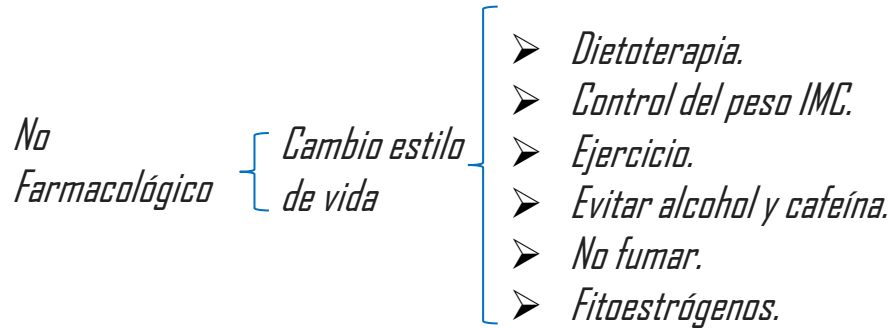 No
Farmacológico
Cambio estilo
de vida
Dietoterapia.
Control del peso IMC.
Ejercicio.
Evitar alcohol y cafeína.
No fumar.
Fitoestrógenos.